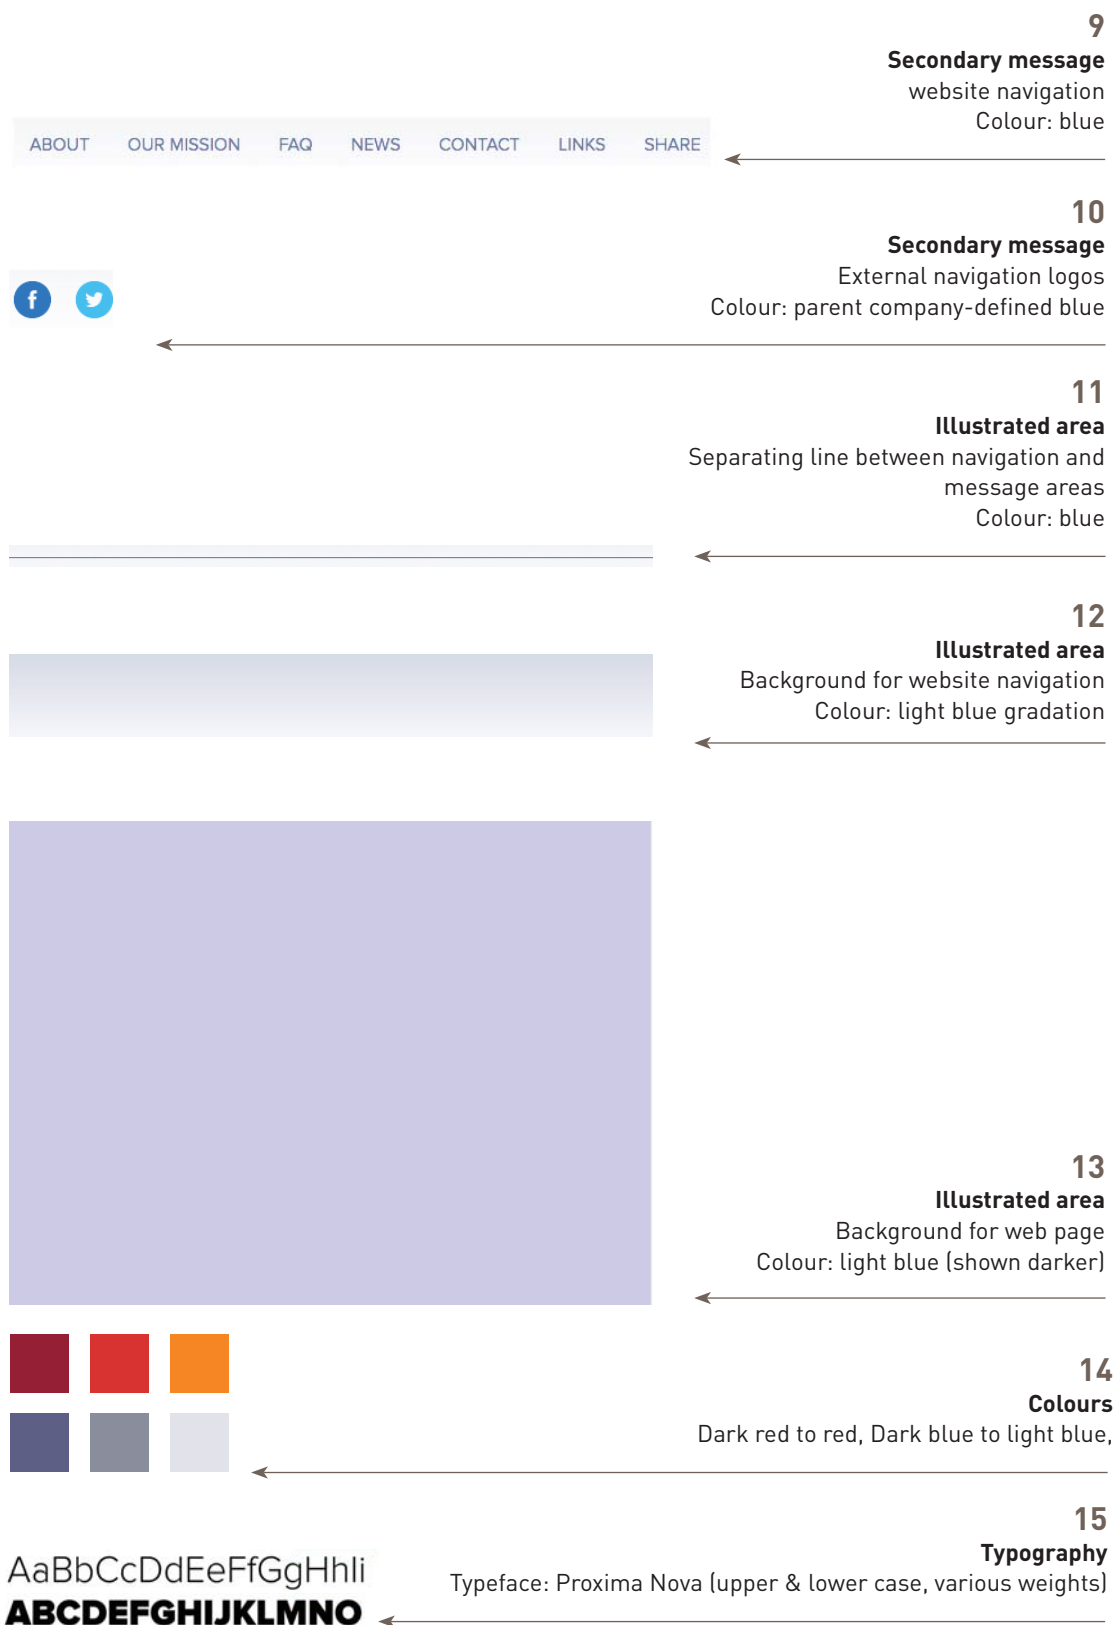 9
Secondary message
website navigation
Colour: blue
ABOUT OUR MISSION FAQ NEWS CONTACT LINKS SHARE
10
Secondary message
External navigation logos
Colour: parent company-defined blue
f
11
Illustrated area
Separating line between navigation and
message areas
Colour: blue
12
Illustrated area
Background for website navigation
Colour: light blue gradation
13
Illustrated area
Background for web page
Colour: light blue (shown darker)
14
Colours
Dark red to red, Dark blue to light blue,
15
Typography
Typeface: Proxima Nova (upper & lower case, various weights)
AaBbCcDdEeFfGgHhIi
ABCDEFGHIJKLMNO